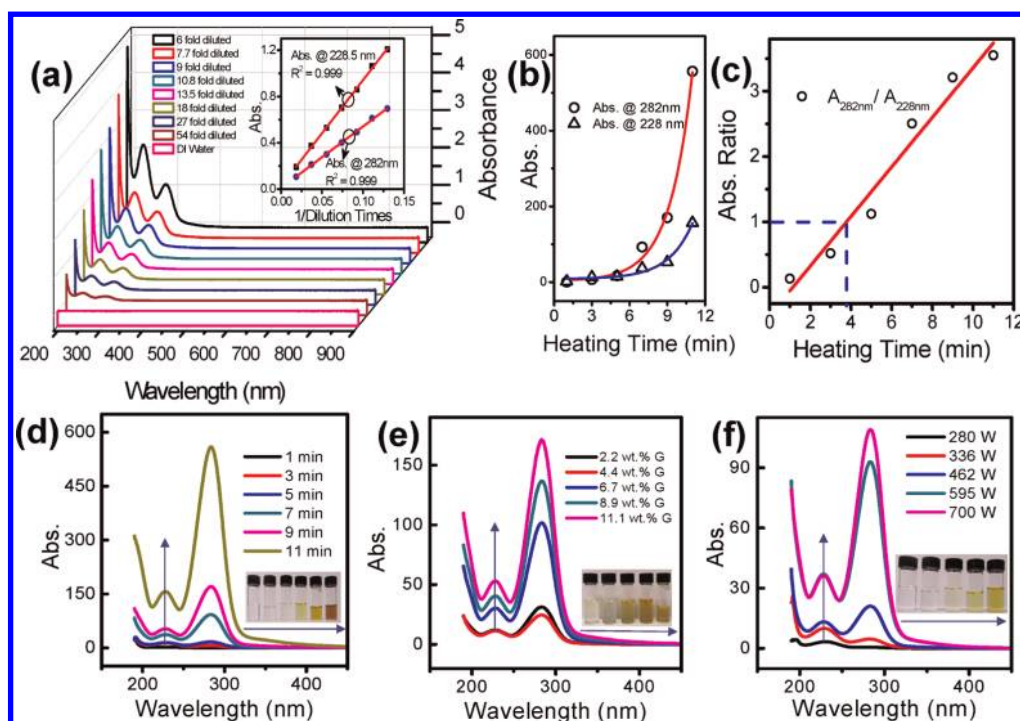 (a)
6 fold diluted
7.7 fold diluted
9 fold diluted
10.8 fold diluted
13.5 fold diluted
18 fold diluted
27 fold diluted
54 fold diluted
DI Water
Abs. @ 228.5 nm
R² = 0.999
Abs. @ 282nm
R² = 0.999
1.2
0.8
0.4
0.0
Abs.
0.00 0.05 0.10 0.15
1/Dilution Times
5
4
3
2
1
0
Absorbance
200 300 400 500 600 700 800 900
Wavelength (nm)
(b)
Abs. @ 282nm
Abs. @ 228 nm
600
400
200
0
Abs.
0 3 6 9 12
Heating Time (min)
(c)
A282nm/ A228nm
4
3
2
1
0
Abs. Ratio
0 2 4 6 8 10 12
Heating Time (min)
(d)
1 min
3 min
5 min
7 min
9 min
11 min
600
450
300
150
0
Abs.
200 300 400
Wavelength (nm)
(e)
2.2 wt.% G
4.4 wt.% G
6.7 wt.% G
8.9 wt.% G
11.1 wt.% G
150
100
50
0
Abs.
200 300 400
Wavelength (nm)
(f)
280 W
336 W
462 W
595 W
700 W
90
60
30
0
Abs.
200 300 400
Wavelength (nm)